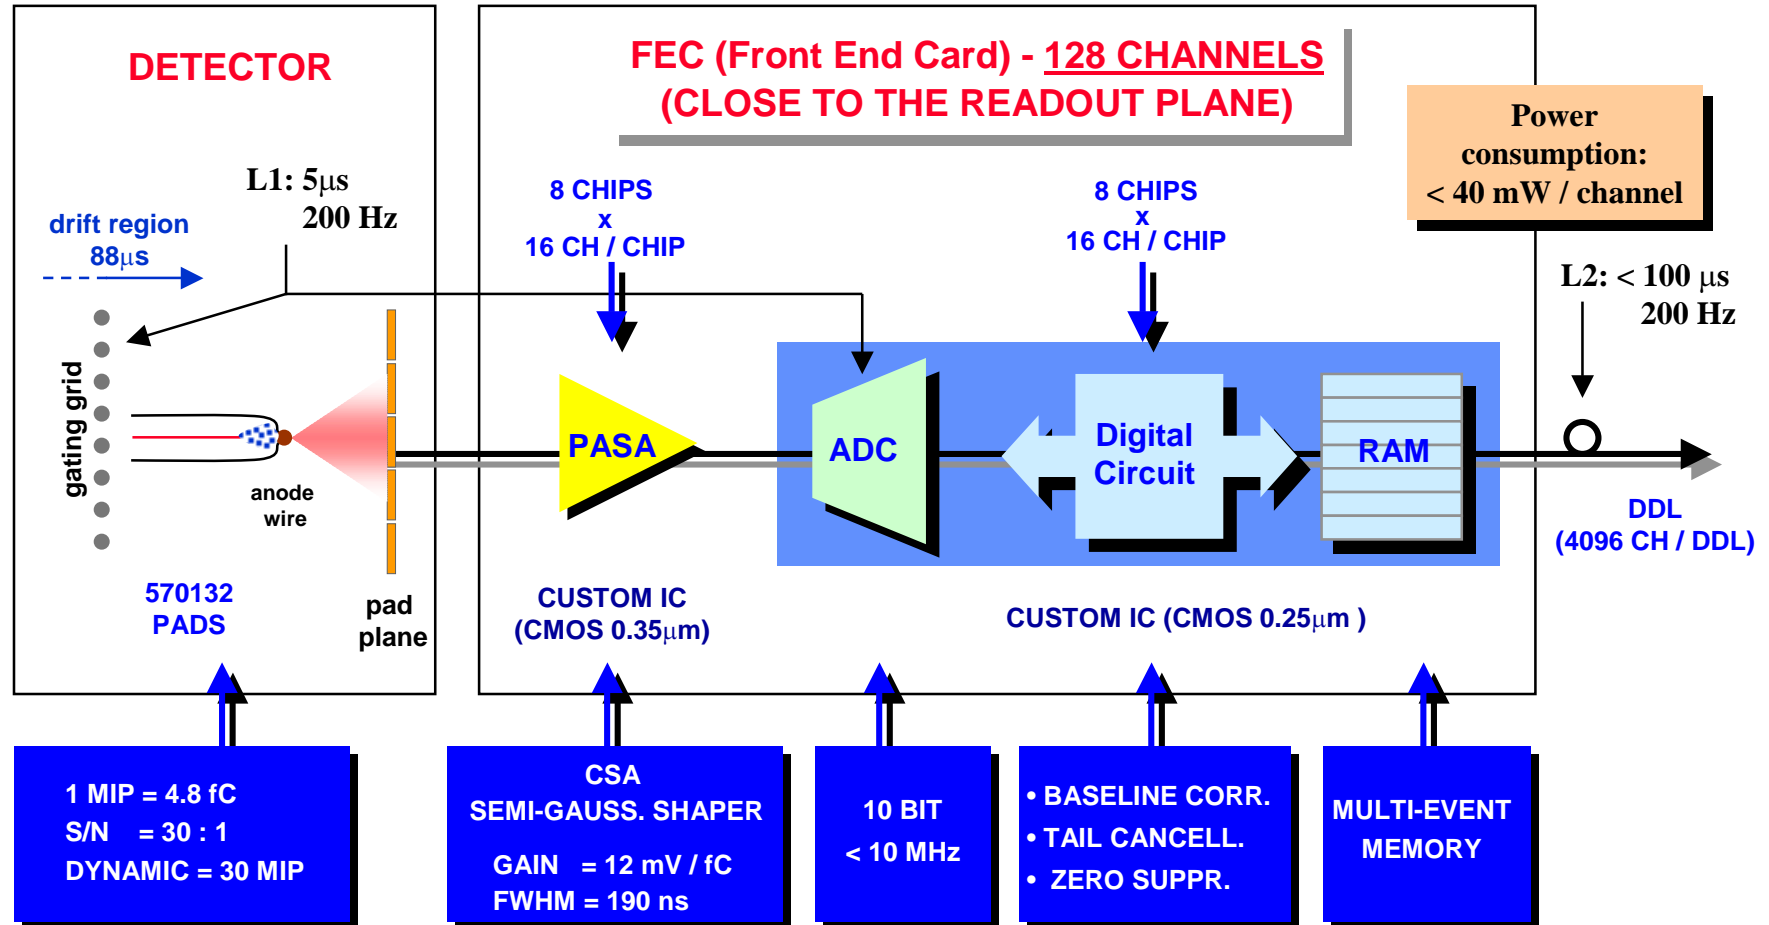 DETECTOR
FEC (Front End Card) - 128 CHANNELS
(CLOSE TO THE READOUT PLANE)
Power
consumption:
< 40 mW / channel
L1: 5μs
200 Hz
drift region
88μs
8 CHIPS
x
16 CH / CHIP
8 CHIPS
x
16 CH / CHIP
L2: < 100 μs
200 Hz
gating grid
anode
wire
PASA
ADC
Digital
Circuit
RAM
DDL
(4096 CH / DDL)
570132
PADS
pad
plane
CUSTOM IC
(CMOS 0.35μm)
CUSTOM IC (CMOS 0.25μm )
1 MIP = 4.8 fC
S/N = 30 : 1
DYNAMIC = 30 MIP
CSA
SEMI-GAUSS. SHAPER
GAIN = 12 mV / fC
FWHM = 190 ns
10 BIT
< 10 MHz
• BASELINE CORR.
• TAIL CANCELL.
• ZERO SUPPR.
MULTI-EVENT
MEMORY